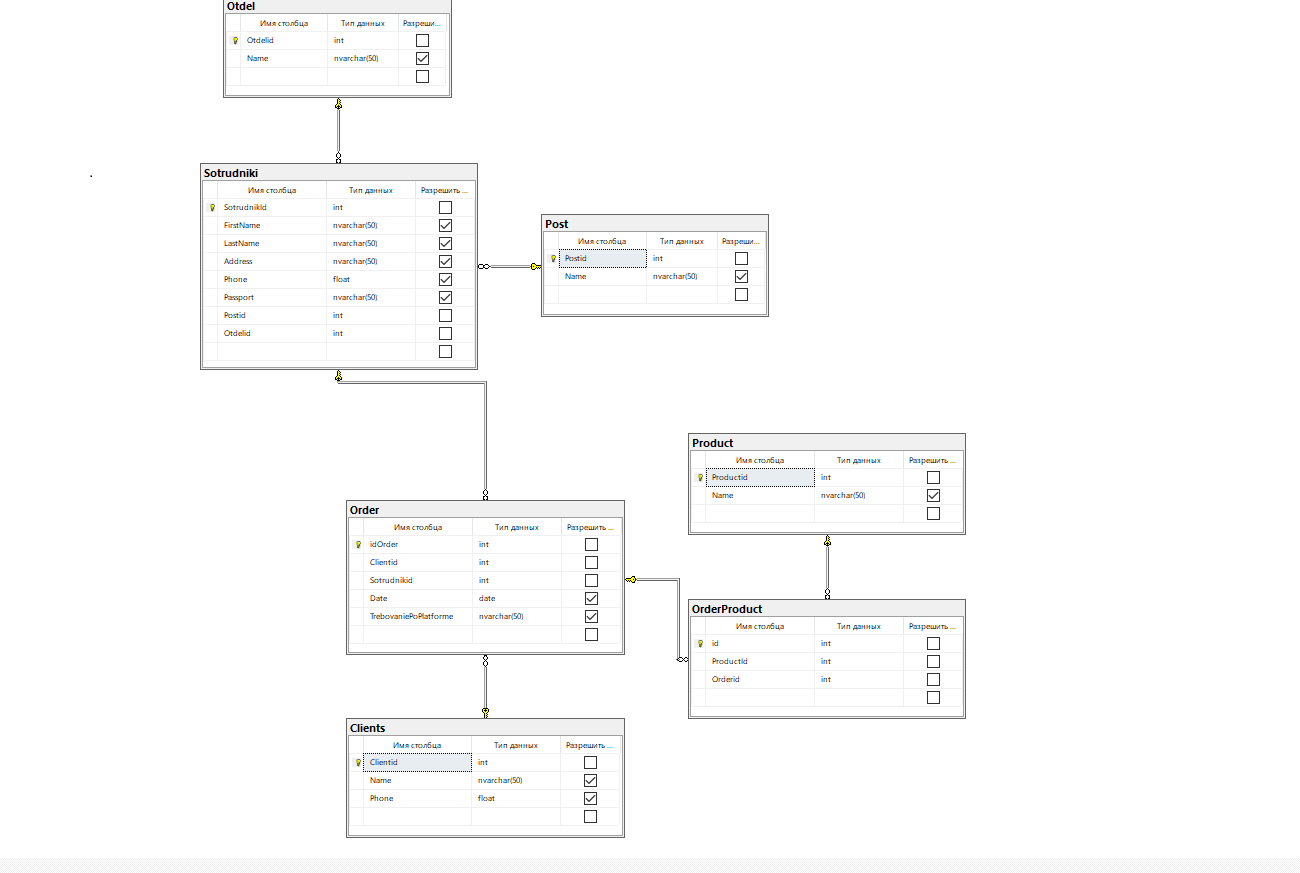 Otdel
Имя столбца Тип данных Разреши...
Otdelid int
Name nvarchar(50)
Sotrudniki
Имя столбца Тип данных Разрешить ...
SotrudnikId int
FirstName nvarchar(50)
LastName nvarchar(50)
Address nvarchar(50)
Phone float
Passport nvarchar(50)
Postid int
Otdelid int
Post
Имя столбца Тип данных Разреши...
Postid int
Name nvarchar(50)
Product
Имя столбца Тип данных Разрешить ...
Productid int
Name nvarchar(50)
Order
Имя столбца Тип данных Разрешить ...
idOrder int
Clientid int
Sotrudnikid int
Date date
TrebovaniePoPlatforme nvarchar(50)
OrderProduct
Имя столбца Тип данных Разрешить ...
id int
ProductId int
Orderid int
Clients
Имя столбца Тип данных Разрешить ...
Clientid int
Name nvarchar(50)
Phone float